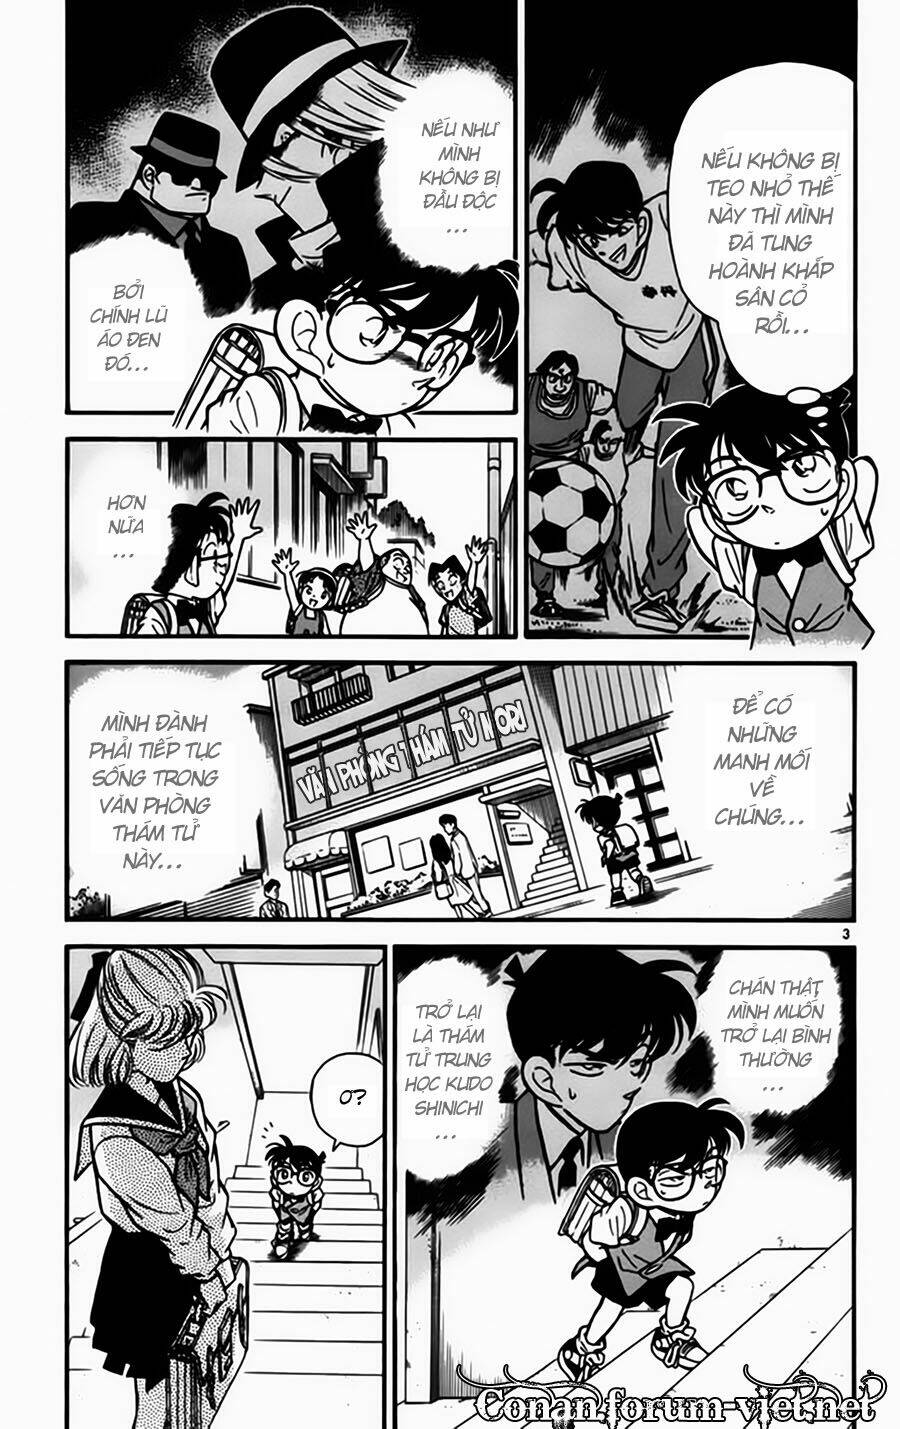 NẾU KHÔNG BỊ
TEO NHỎ THẾ
NÀY THÌ MÌNH
ĐÃ TUNG
HOÀNH KHẮP
SÂN CỎ
RỒI...
NẾU NHƯ
MÌNH
KHÔNG BỊ
ĐẦU ĐỘC
...
BỞI
CHÍNH LŨ
ÁO ĐEN
ĐÓ...
HƠN
NỮA
...
ĐỂ CÓ
NHỮNG
MANH MỐI
VỀ
CHÚNG...
VĂN PHÒNG THÁM TỬ MORI
MÌNH ĐÀNH
PHẢI TIẾP TỤC
SỐNG TRONG
VĂN PHÒNG
THÁM TỬ
NÀY...
3
CHÁN THẬT
MÌNH MUỐN
TRỞ LẠI BÌNH
THƯỜNG
...
TRỞ LẠI
LÀ THÁM
TỬ TRUNG
HỌC KUDO
SHINICHI
...
Ơ?
Conan.forum-viet.net